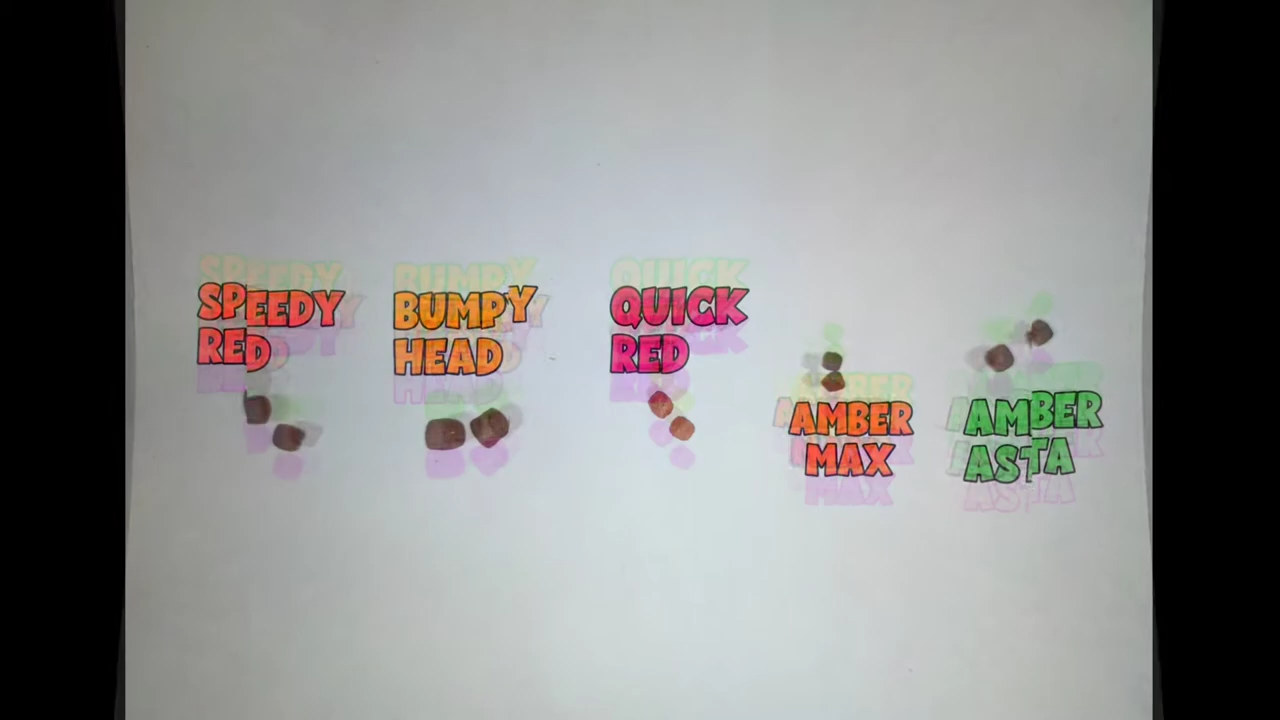 SPEEDY
RED
BUMPY
HEAD
QUICK
RED
AMBER
MAX
AMBER
ASTA